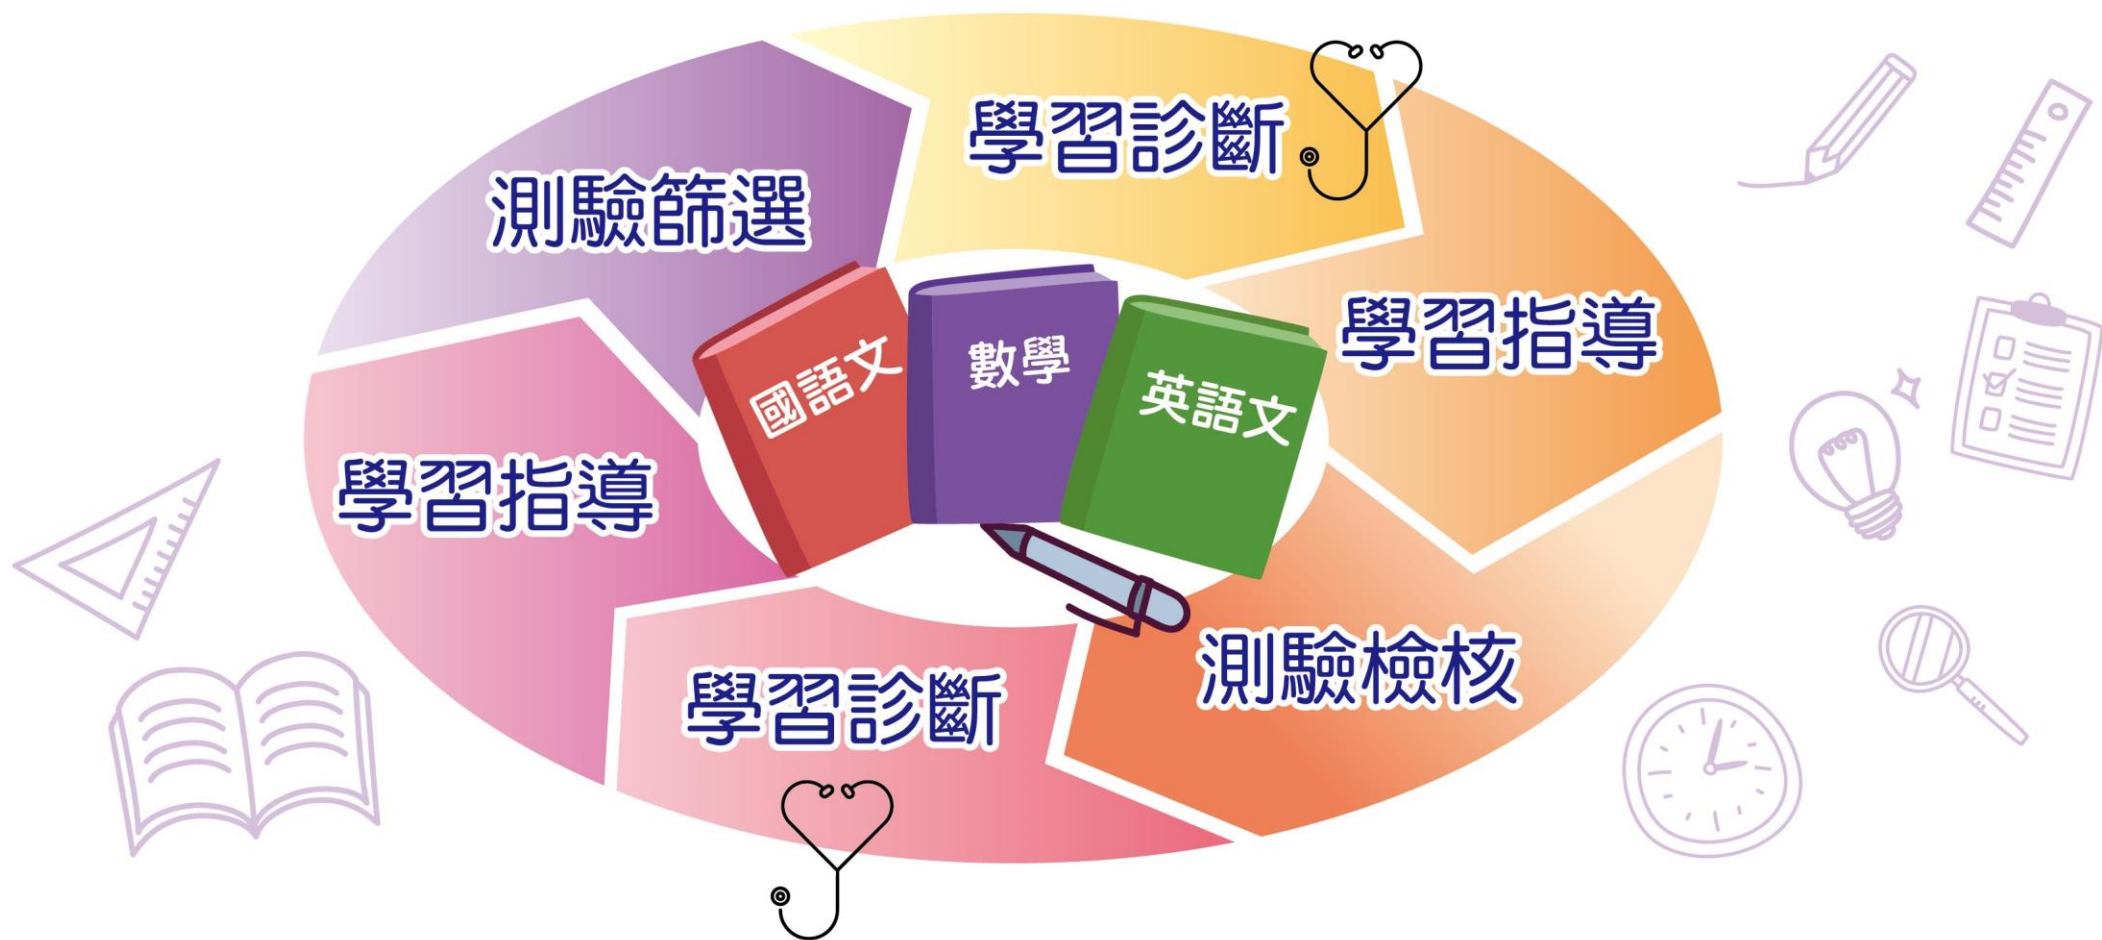 測驗篩選
學習診斷
學習指導
測驗檢核
學習診斷
學習指導
國語文
數學
英語文